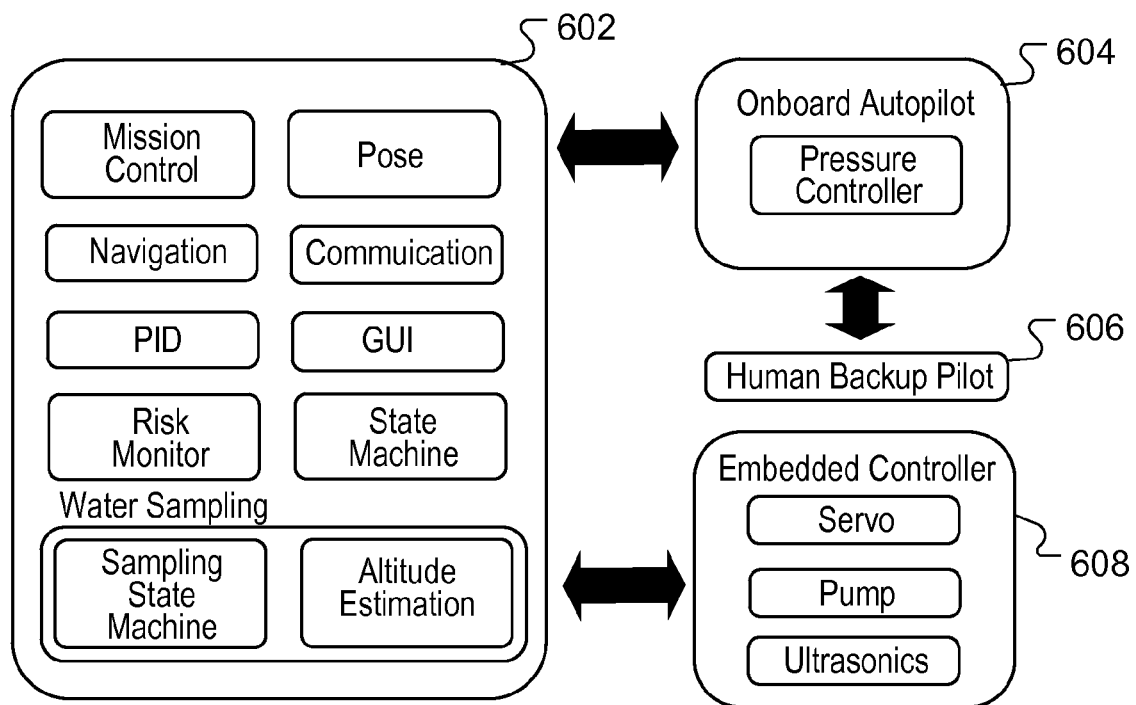 602
Mission
Control
Pose
Navigation
Commuication
PID
GUI
Risk
Monitor
State
Machine
Water Sampling
Sampling
State
Machine
Altitude
Estimation
604
Onboard Autopilot
Pressure
Controller
606
Human Backup Pilot
Embedded Controller
Servo
608
Pump
Ultrasonics